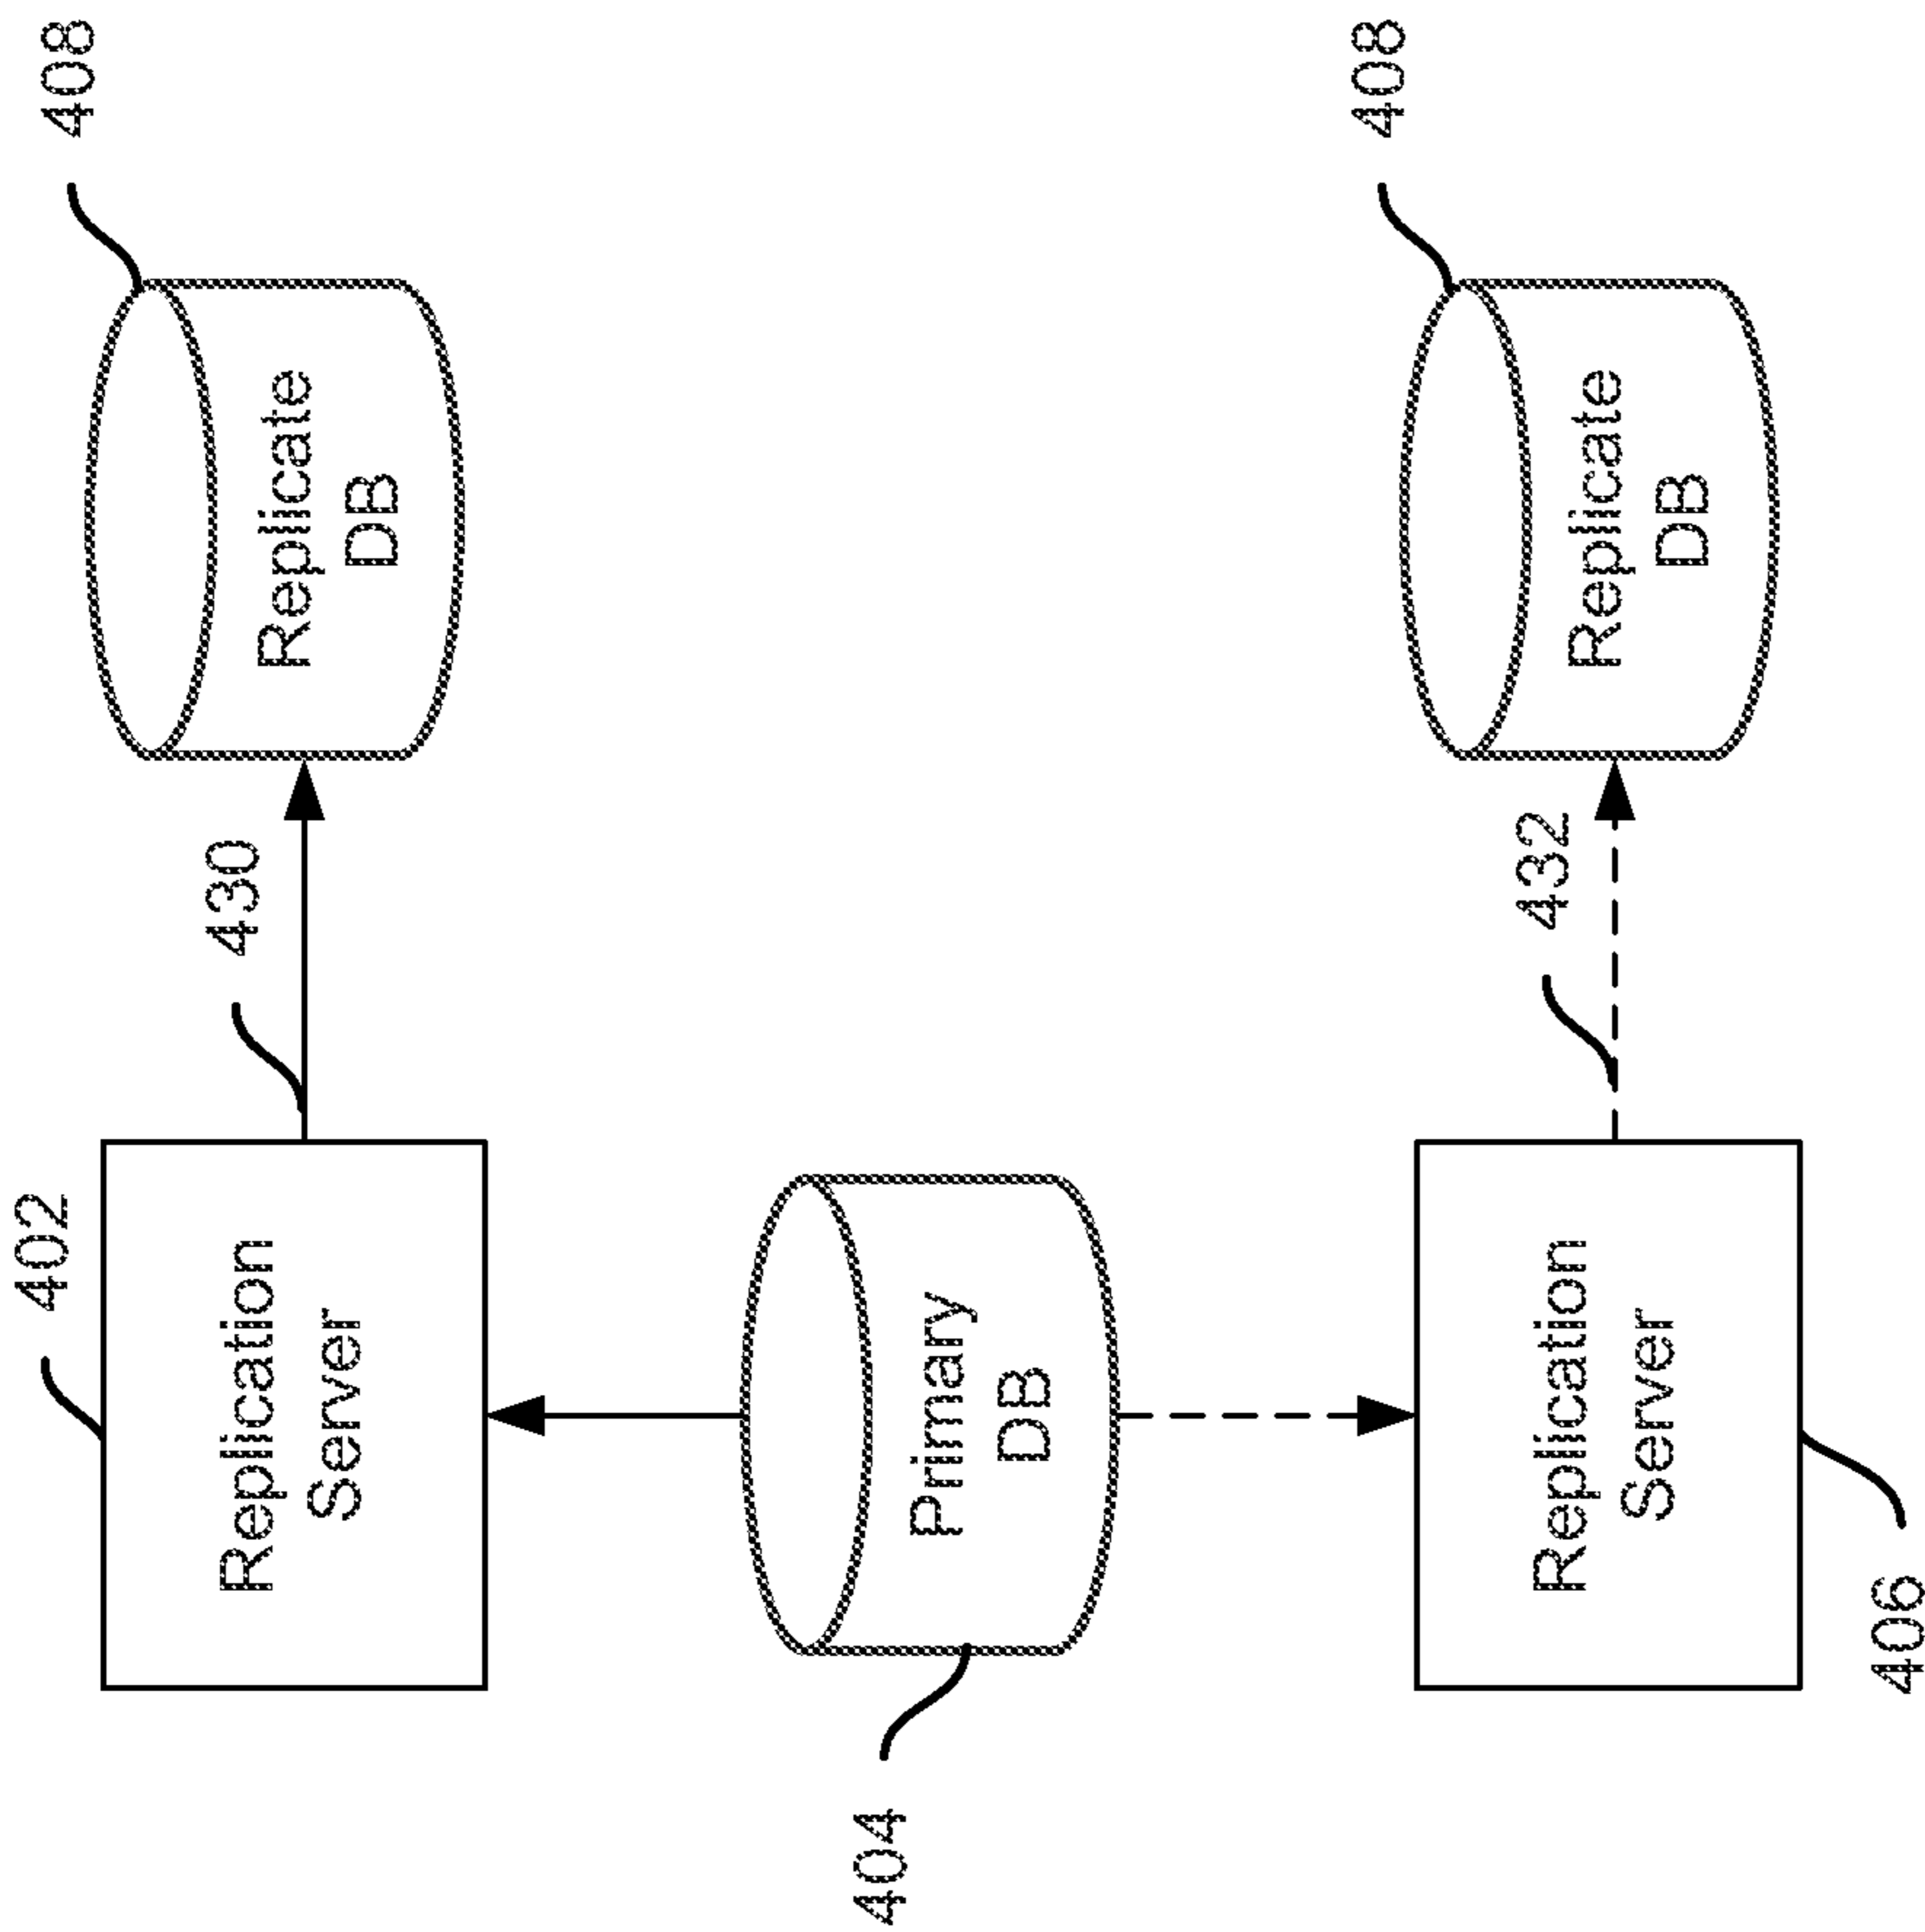 408
Replicate
DB
430
402
Replication
Server
404
Primary
DB
408
Replicate
DB
432
406
Replication
Server